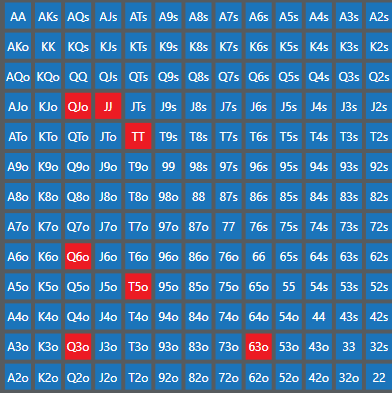 AA AKs AQs AJs ATs A9s A8s A7s A6s A5s A4s A3s A2s
AKo KK KQs KJs KTs K9s K8s K7s K6s K5s K4s K3s K2s
AQo KQo QQ QJs QTs Q9s Q8s Q7s Q6s Q5s Q4s Q3s Q2s
AJo KJo QJo JJ JTs J9s J8s J7s J6s J5s J4s J3s J2s
ATo KTo QTo JTo TT T9s T8s T7s T6s T5s T4s T3s T2s
A9o K9o Q9o J9o T9o 99 98s 97s 96s 95s 94s 93s 92s
A8o K8o Q8o J8o T8o 98o 88 87s 86s 85s 84s 83s 82s
A7o K7o Q7o J7o T7o 97o 87o 77 76s 75s 74s 73s 72s
A6o K6o Q6o J6o T6o 96o 86o 76o 66 65s 64s 63s 62s
A5o K5o Q5o J5o T5o 95o 85o 75o 65o 55 54s 53s 52s
A4o K4o Q4o J4o T4o 94o 84o 74o 64o 54o 44 43s 42s
A3o K3o Q3o J3o T3o 93o 83o 73o 63o 53o 43o 33 32s
A2o K2o Q2o J2o T2o 92o 82o 72o 62o 52o 42o 32o 22